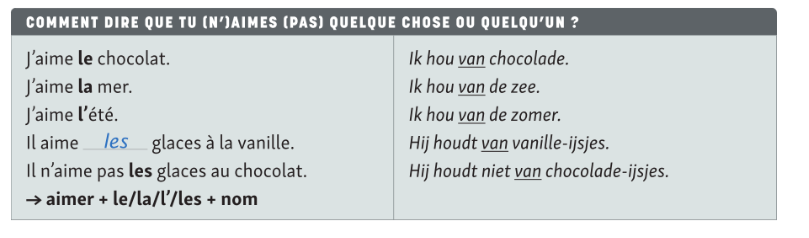 COMMENT DIRE QUE TU (N')AIMES (PAS) QUELQUE CHOSE OU QUELQU'UN ?
J'aime le chocolat.
J'aime la mer.
J'aime l'été.
Il aime les glaces à la vanille.
Il n'aime pas les glaces au chocolat.
→ aimer + le/la/l'/les + nom
Ik hou van chocolade.
Ik hou van de zee.
Ik hou van de zomer.
Hij houdt van vanille-ijsjes.
Hij houdt niet van chocolade-ijsjes.